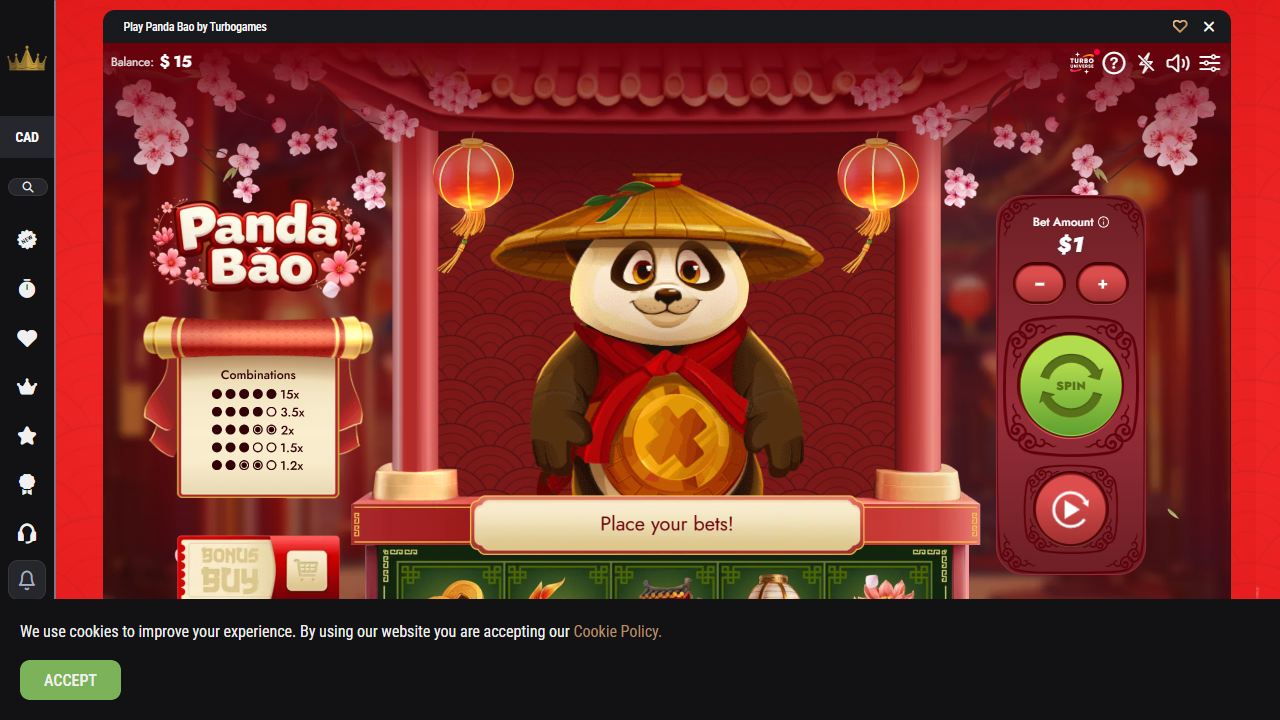 Play Panda Bao by Turbogames
Balance: $ 15
TURBO
UNIVERSE
CAD
NEW
Panda
Băo
Bet Amount
$1
SPIN
Combinations
15x
3.5x
2x
1.5x
1.2x
Place your bets!
BONUS
BUY
We use cookies to improve your experience. By using our website you are accepting our Cookie Policy.
ACCEPT